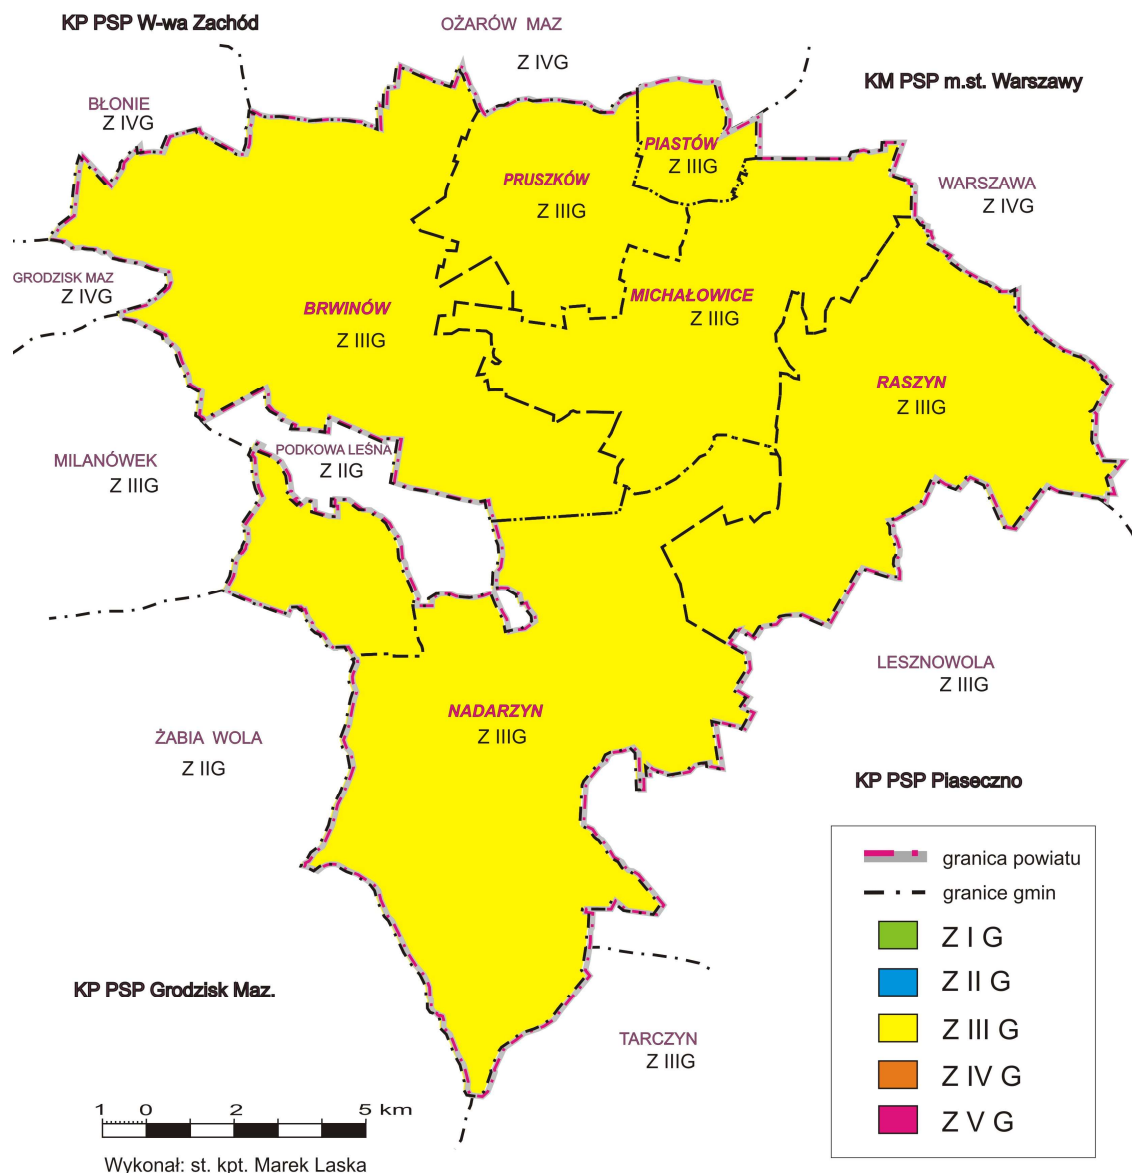 KP PSP W-wa Zachód
OŻARÓW MAZ
Z IVG
KM PSP m.st. Warszawy
BŁONIE
Z IVG
PIASTÓW
Z IIIG
PRUSZKÓW
Z IIIG
WARSZAWA
Z IVG
GRODZISK MAZ
Z IVG
BRWINÓW
Z IIIG
MICHAŁOWICE
Z IIIG
RASZYN
Z IIIG
MILANÓWEK
Z IIIG
PODKOWA LEŚNA
Z IIG
LESZNOWOLA
Z IIIG
NADARZYN
Z IIIG
ŻABIA WOLA
Z IIG
KP PSP Piaseczno
granica powiatu
granice gmin
Z I G
Z II G
Z III G
Z IV G
Z V G
KP PSP Grodzisk Maz.
TARCZYN
Z IIIG
1 0 2 5 km
Wykonał: st. kpt. Marek Laska